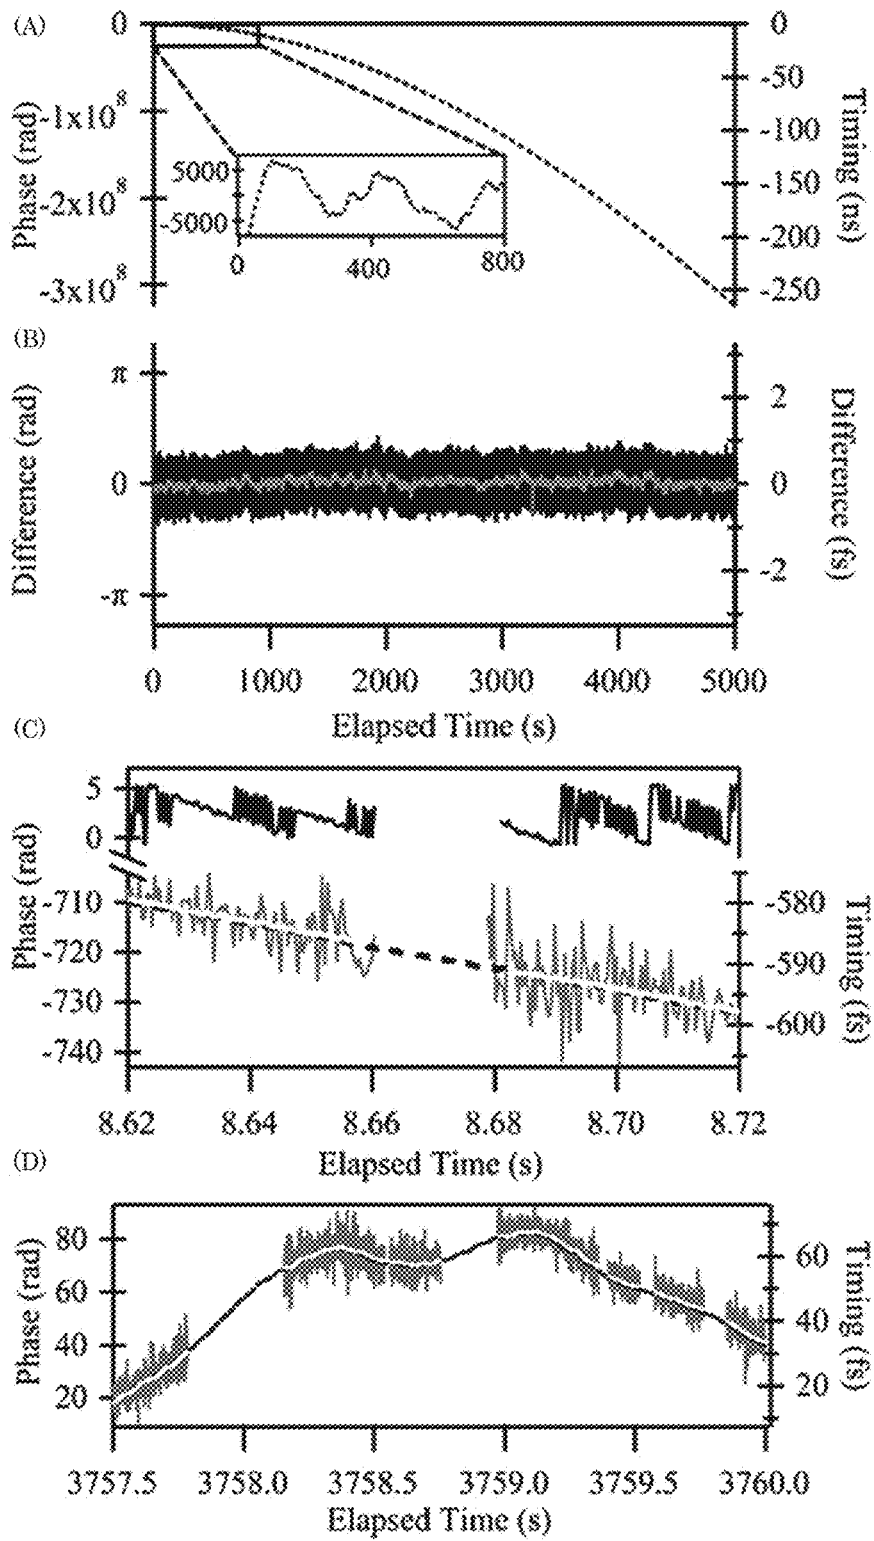 (A)
0
0
-50
-1x10⁸
-100
5000
-150
-2x10⁸
-5000
-200
0
400
800
-3x10⁸
-250
Phase (rad)
Timing (ns)
(B)
π
2
0
0
-2
-π
Difference (rad)
Difference (fs)
0 1000 2000 3000 4000 5000
Elapsed Time (s)
(C)
5
0
-710
-580
-720
-590
-730
-600
-740
Phase (rad)
Timing (fs)
8.62 8.64 8.66 8.68 8.70 8.72
Elapsed Time (s)
(D)
80
60
60
40
40
20
20
Phase (rad)
Timing (fs)
3757.5 3758.0 3758.5 3759.0 3759.5 3760.0
Elapsed Time (s)